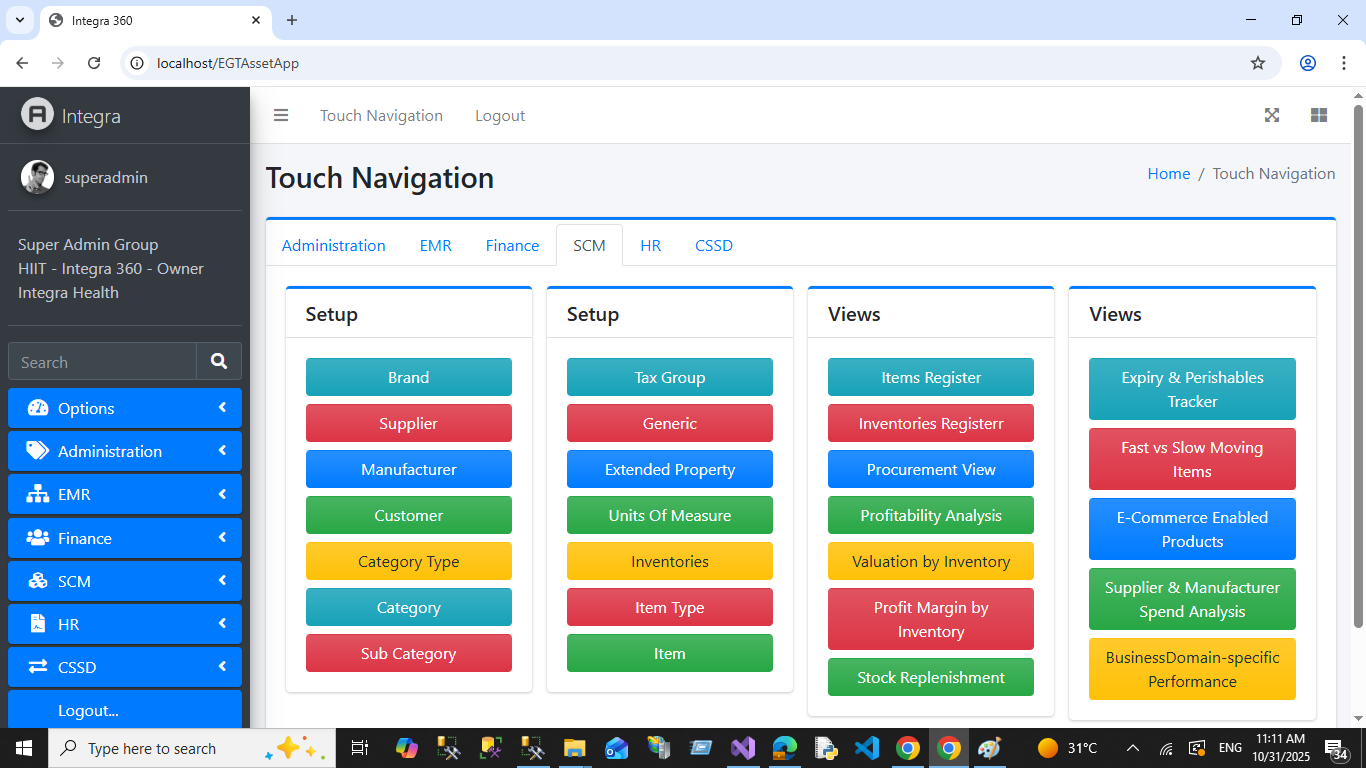 Integra 360
localhost/EGTAssetApp
Integra
Touch Navigation
Logout
superadmin
Super Admin Group
HIIT - Integra 360 - Owner
Integra Health
Search
Options
Administration
EMR
Finance
SCM
HR
CSSD
Logout...
Touch Navigation
Home / Touch Navigation
Administration
EMR
Finance
SCM
HR
CSSD
Setup
Brand
Supplier
Manufacturer
Customer
Category Type
Category
Sub Category
Setup
Tax Group
Generic
Extended Property
Units Of Measure
Inventories
Item Type
Item
Views
Items Register
Inventories Registerr
Procurement View
Profitability Analysis
Valuation by Inventory
Profit Margin by
Inventory
Stock Replenishment
Views
Expiry & Perishables
Tracker
Fast vs Slow Moving
Items
E-Commerce Enabled
Products
Supplier & Manufacturer
Spend Analysis
BusinessDomain-specific
Performance
Type here to search
31°C
ENG
11:11 AM
10/31/2025
34